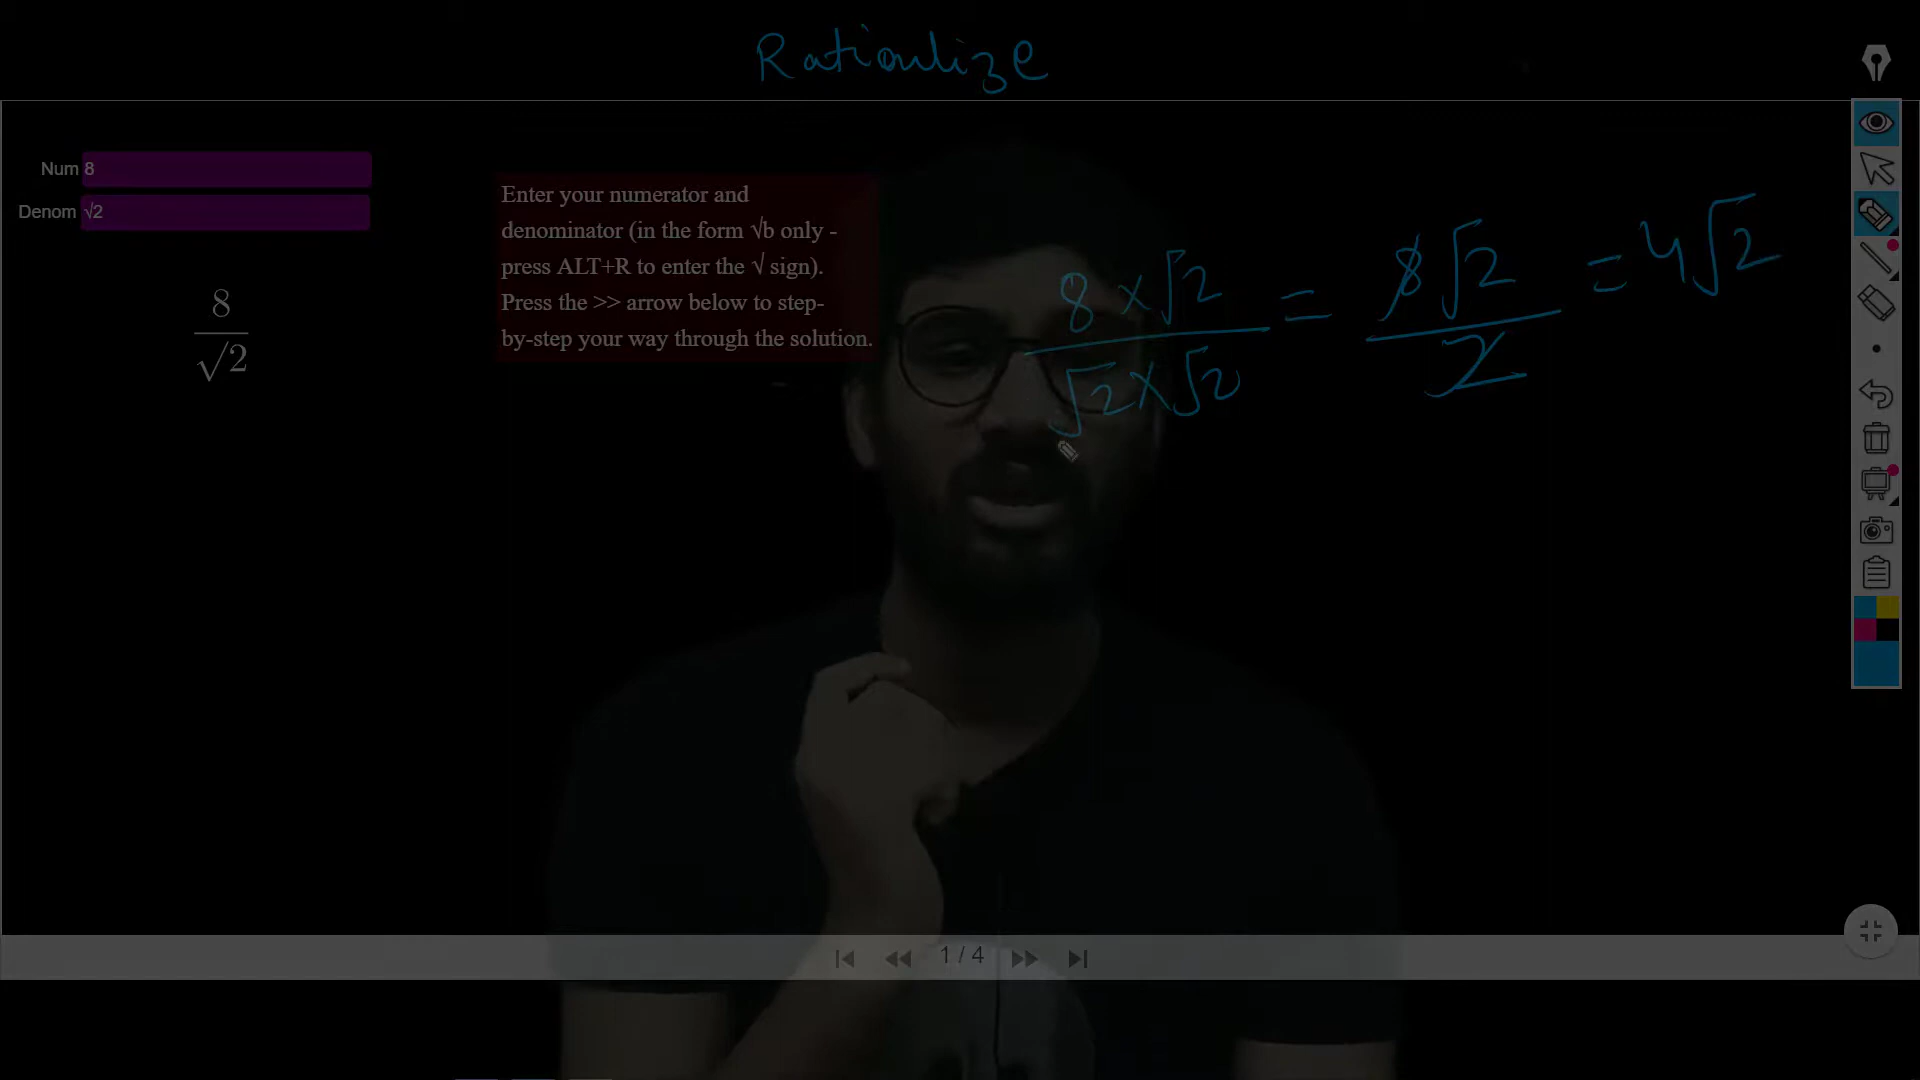 Rationalize
Num 8
Denom √2
8
√2
Enter your numerator and
denominator (in the form √b only -
press ALT+R to enter the √ sign).
Press the >> arrow below to step-
by-step your way through the solution.
8 × √2 = 8√2 = 4√2
√2 × √2 2
1 / 4